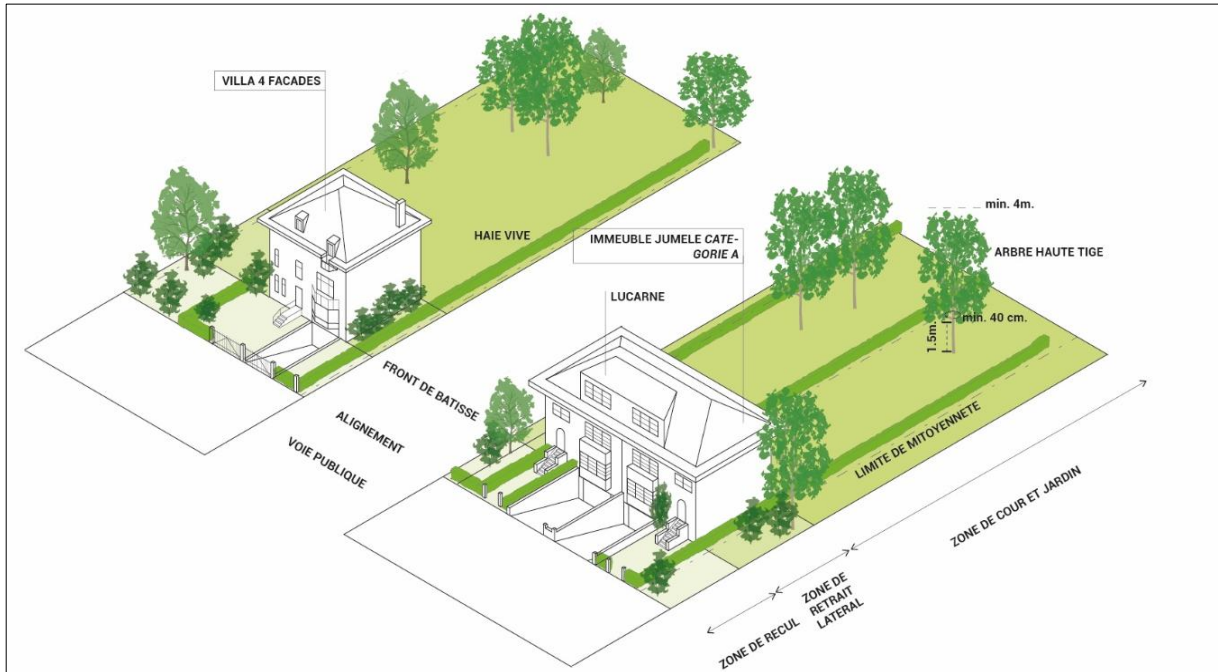 VILLA 4 FACADES
HAIE VIVE
min. 4m.
IMMEUBLE JUMELE CATE-
GORIE A
ARBRE HAUTE TIGE
LUCARNE
min. 40 cm.
1.5m.
FRONT DE BATISSE
ALIGNEMENT
VOIE PUBLIQUE
LIMITE DE MITOYENNETE
ZONE DE COUR ET JARDIN
ZONE DE
RETRAIT
LATERAL
ZONE DE RECUL